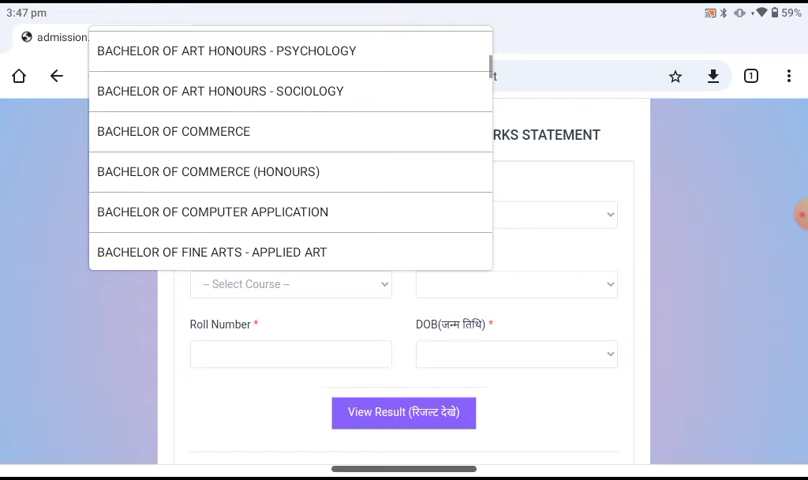 3:47 pm
59%
admission.
1
t
BACHELOR OF ART HONOURS - PSYCHOLOGY
BACHELOR OF ART HONOURS - SOCIOLOGY
BACHELOR OF COMMERCE
BACHELOR OF COMMERCE (HONOURS)
BACHELOR OF COMPUTER APPLICATION
BACHELOR OF FINE ARTS - APPLIED ART
RKS STATEMENT
-- Select Course --
Roll Number *
DOB(जन्म तिथि) *
View Result (रिजल्ट देखे)